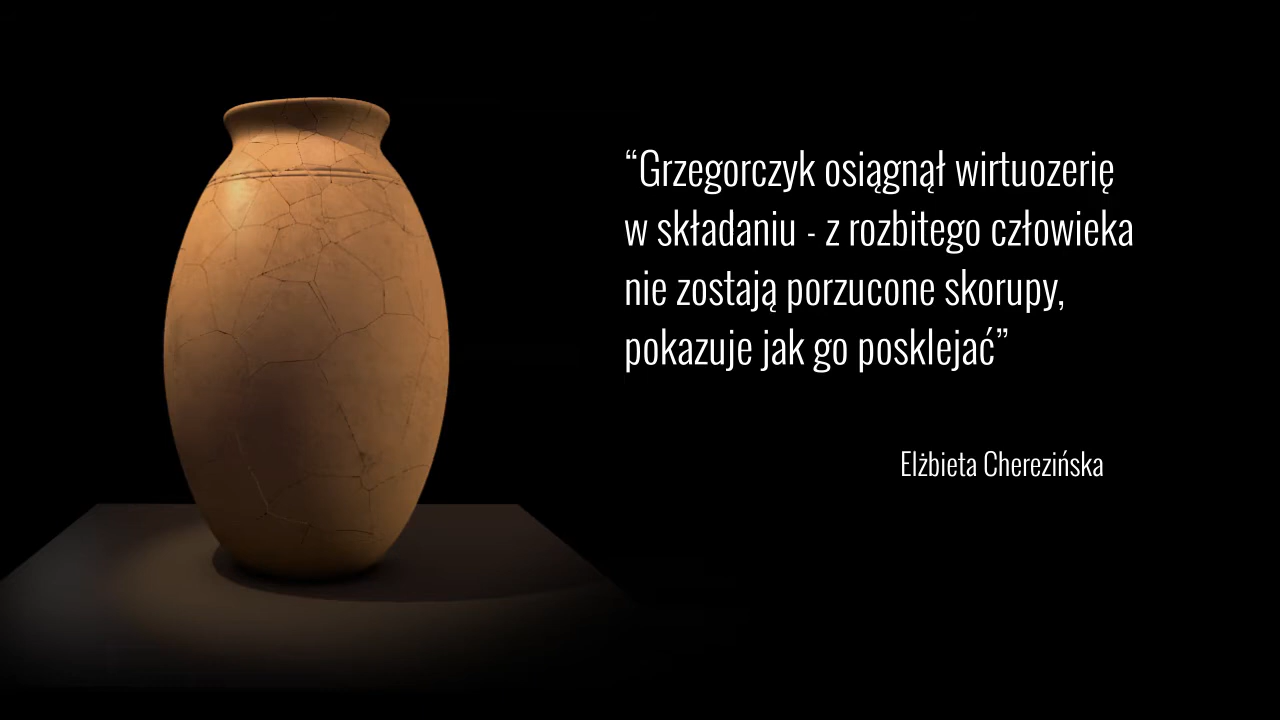 “Grzegorczyk osiągnął wirtuozerię
w składaniu - z rozbitego człowieka
nie zostają porzucone skorupy,
pokazuje jak go posklejać”
Elżbieta Cherezińska